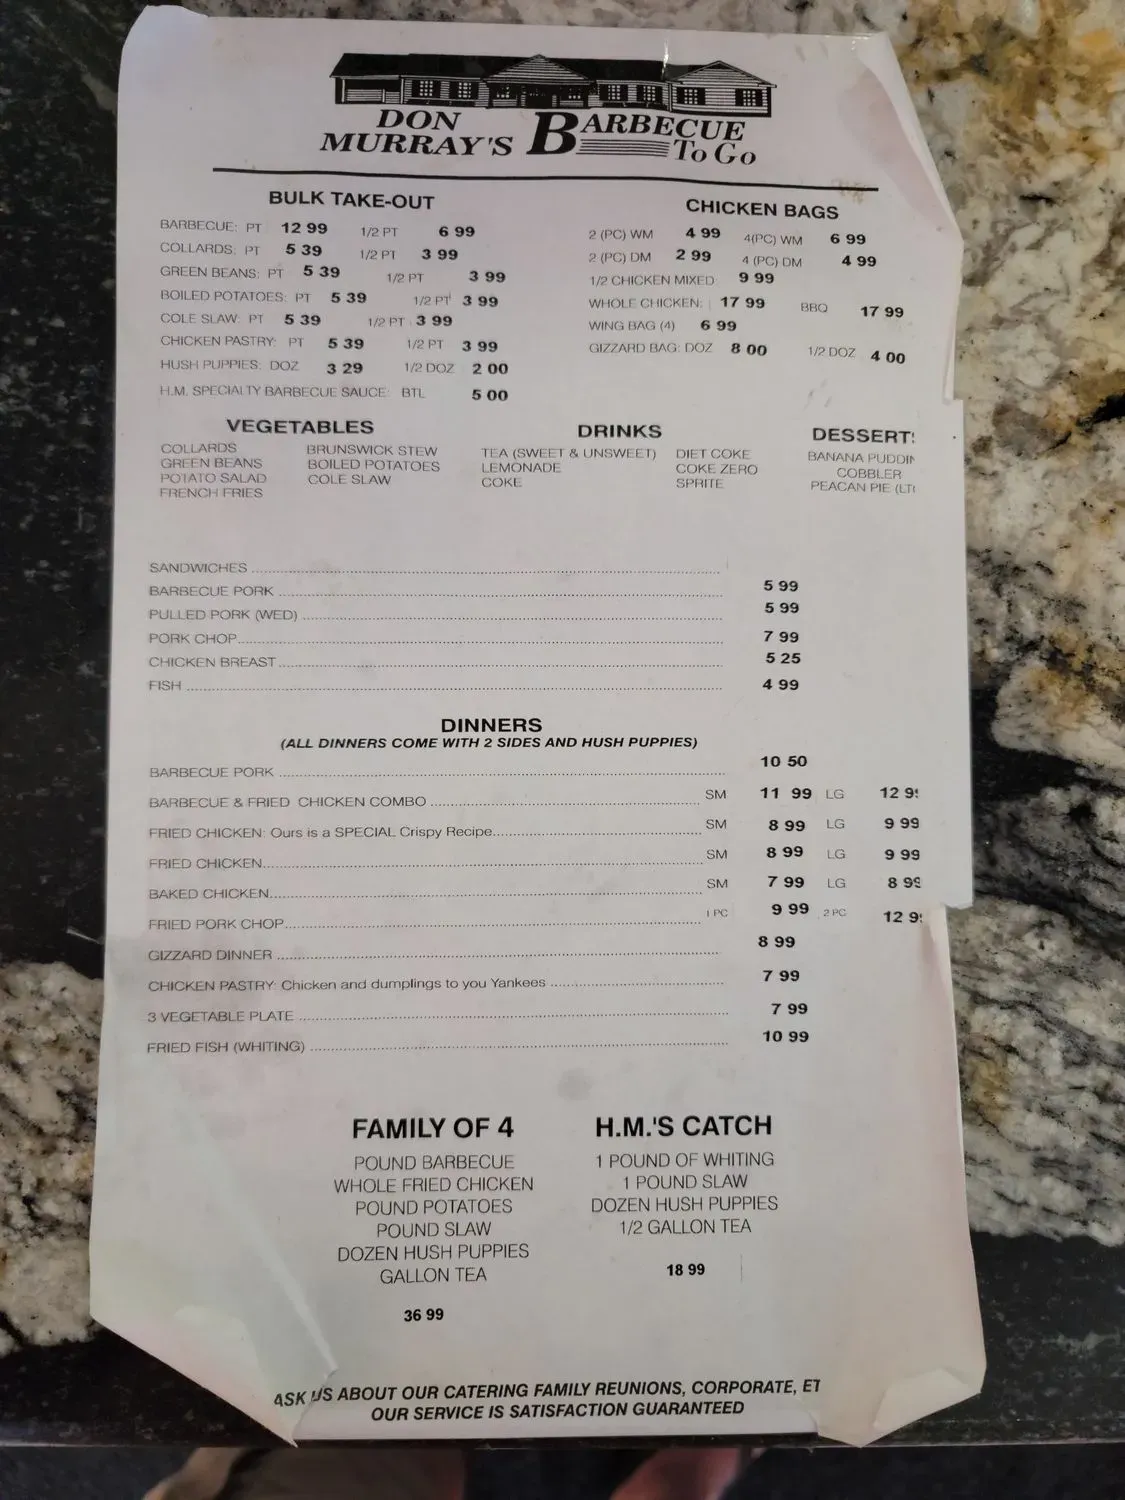 DON MURRAY'S BARBECUE To Go
BULK TAKE-OUT
BARBECUE: PT 12 99 1/2 PT 6 99
COLLARDS: PT 5 39 1/2 PT 3 99
GREEN BEANS: PT 5 39 1/2 PT 3 99
BOILED POTATOES: PT 5 39 1/2 PT 3 99
COLE SLAW: PT 5 39 1/2 PT 3 99
CHICKEN PASTRY: PT 5 39 1/2 PT 3 99
HUSH PUPPIES: DOZ 3 29 1/2 DOZ 2 00
H.M. SPECIALTY BARBECUE SAUCE: BTL 5 00
CHICKEN BAGS
2 (PC) WM 4 99 4(PC) WM 6 99
2 (PC) DM 2 99 4 (PC) DM 4 99
1/2 CHICKEN MIXED: 9 99
WHOLE CHICKEN: 17 99 BBQ 17 99
WING BAG (4) 6 99
GIZZARD BAG: DOZ 8 00 1/2 DOZ 4 00
VEGETABLES
COLLARDS BRUNSWICK STEW
GREEN BEANS BOILED POTATOES
POTATO SALAD COLE SLAW
FRENCH FRIES
DRINKS
TEA (SWEET & UNSWEET) DIET COKE
LEMONADE COKE ZERO
COKE SPRITE
DESSERT
BANANA PUDDIN
COBBLER
PEACAN PIE (LT
SANDWICHES
BARBECUE PORK 5 99
PULLED PORK (WED) 5 99
PORK CHOP 7 99
CHICKEN BREAST 5 25
FISH 4 99
DINNERS
(ALL DINNERS COME WITH 2 SIDES AND HUSH PUPPIES)
BARBECUE PORK 10 50
BARBECUE & FRIED CHICKEN COMBO SM 11 99 LG 12 9
FRIED CHICKEN: Ours is a SPECIAL Crispy Recipe SM 8 99 LG 9 99
FRIED CHICKEN SM 8 99 LG 9 99
BAKED CHICKEN SM 7 99 LG 8 99
FRIED PORK CHOP 1 PC 9 99 2 PC 12 9
GIZZARD DINNER 8 99
CHICKEN PASTRY: Chicken and dumplings to you Yankees 7 99
3 VEGETABLE PLATE 7 99
FRIED FISH (WHITING) 10 99
FAMILY OF 4
POUND BARBECUE
WHOLE FRIED CHICKEN
POUND POTATOES
POUND SLAW
DOZEN HUSH PUPPIES
GALLON TEA
36 99
H.M.'S CATCH
1 POUND OF WHITING
1 POUND SLAW
DOZEN HUSH PUPPIES
1/2 GALLON TEA
18 99
ASK US ABOUT OUR CATERING FAMILY REUNIONS, CORPORATE, ET
OUR SERVICE IS SATISFACTION GUARANTEED